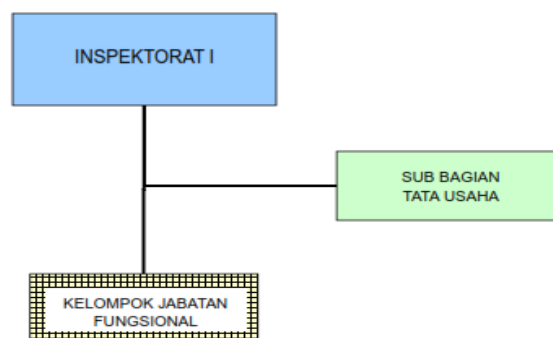 INSPEKTORAT I
SUB BAGIAN
TATA USAHA
KELOMPOK JABATAN
FUNGSIONAL